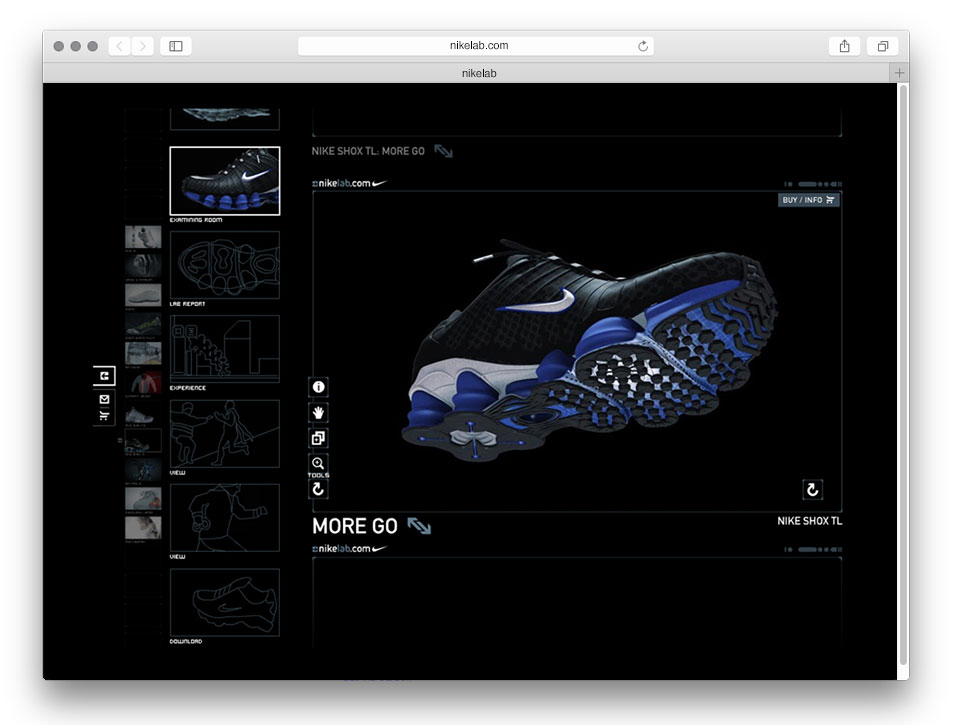 nikelab.com
nikelab
NIKE SHOX TL: MORE GO
nikelab.com
BUY / INFO
EXAMINING ROOM
LAB REPORT
EXPERIENCE
VIEW
VIEW
DOWNLOAD
TOOLS
MORE GO
NIKE SHOX TL
nikelab.com